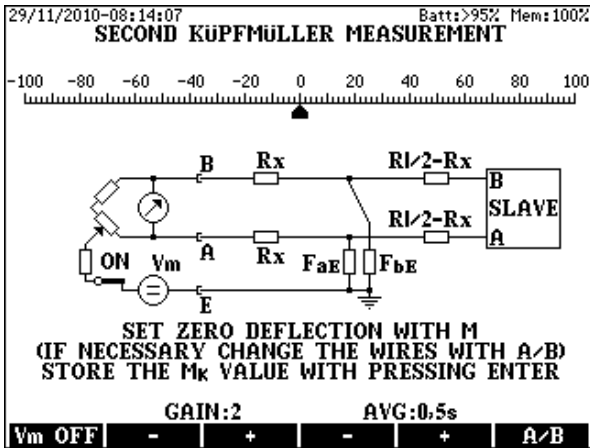 29/11/2010-08:14:07 Batt:>95% Mem:100%
SECOND KüPFMüLLER MEASUREMENT
-100 -80 -60 -40 -20 0 20 40 60 80 100
B Rx Rl/2-Rx B
SLAVE
Rl/2-Rx
A Rx A
ON Vm FaE FbE
E
SET ZERO DEFLECTION WITH M
(IF NECESSARY CHANGE THE WIRES WITH A/B)
STORE THE MK VALUE WITH PRESSING ENTER
GAIN:2 AVG:0,5s
Vm OFF - + - + A/B